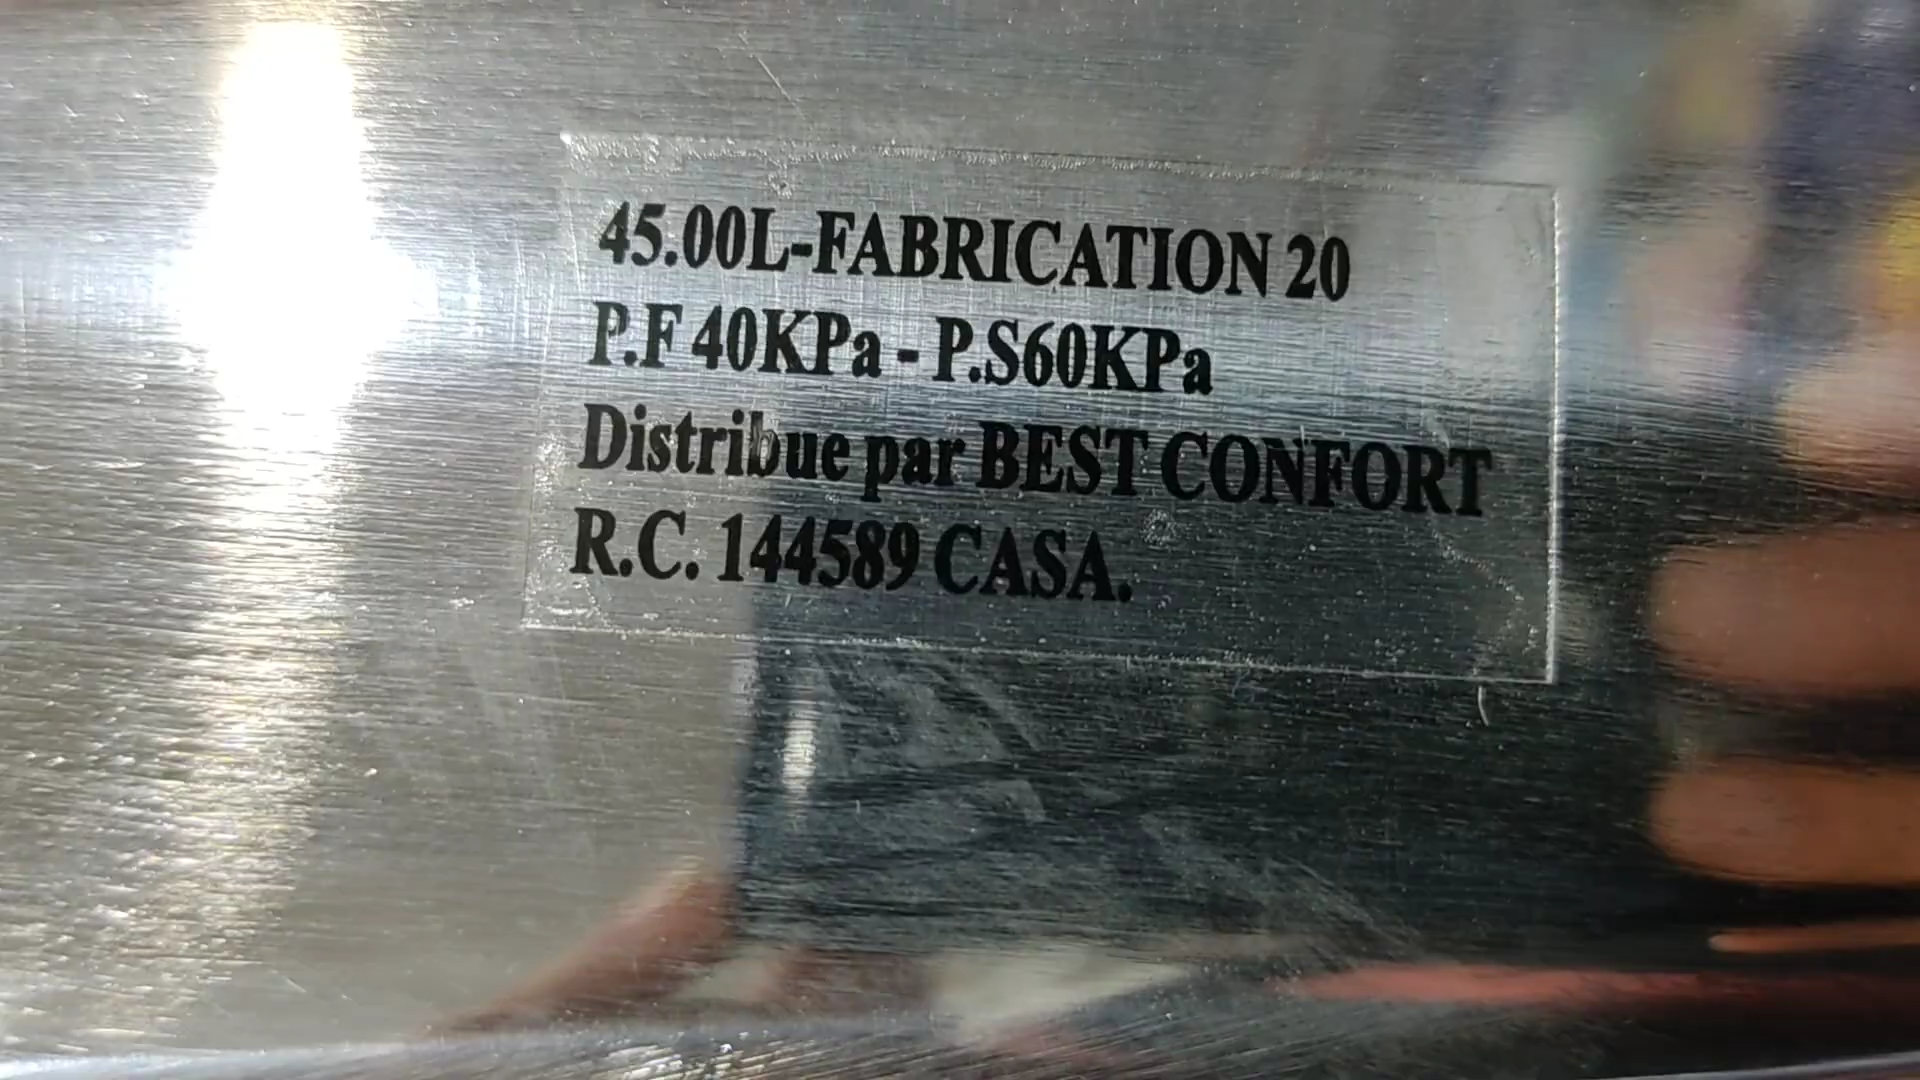 45.00L-FABRICATION 20
P.F 40KPa - P.S60KPa
Distribue par BEST CONFORT
R.C. 144589 CASA.